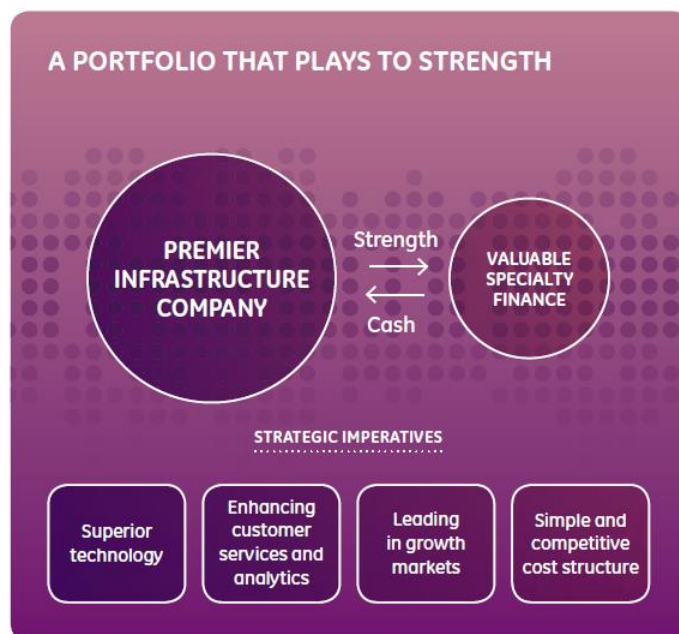 A PORTFOLIO THAT PLAYS TO STRENGTH
PREMIER
INFRASTRUCTURE
COMPANY
Strength
Cash
VALUABLE
SPECIALTY
FINANCE
STRATEGIC IMPERATIVES
Superior
technology
Enhancing
customer
services and
analytics
Leading
in growth
markets
Simple and
competitive
cost structure